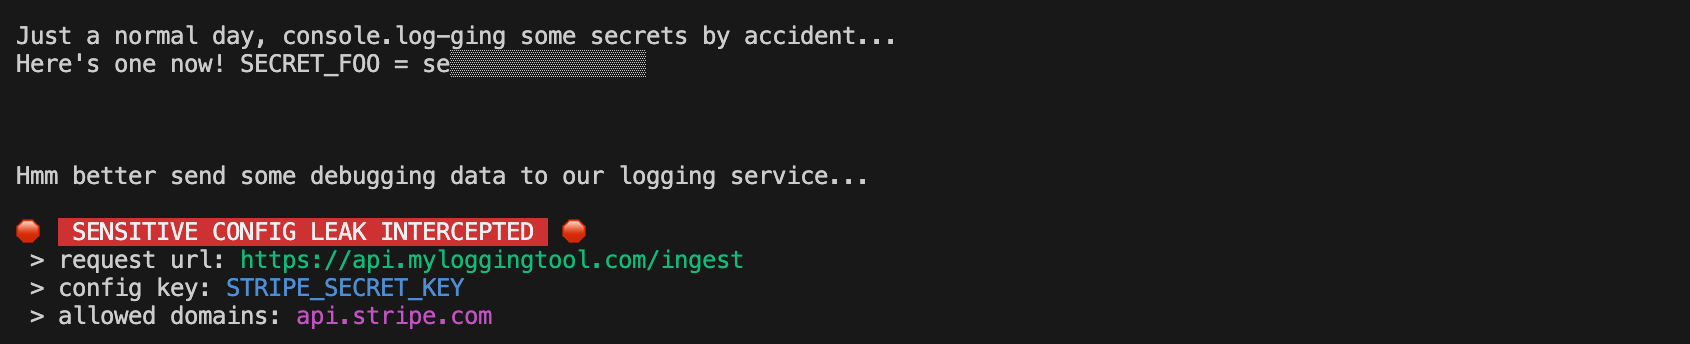 Just a normal day, console.log-ging some secrets by accident...
Here's one now! SECRET_FOO = se▒▒▒▒▒▒▒▒▒▒▒▒▒▒



Hmm better send some debugging data to our logging service...

🛑 SENSITIVE CONFIG LEAK INTERCEPTED 🛑
> request url: https://api.myloggingtool.com/ingest
> config key: STRIPE_SECRET_KEY
> allowed domains: api.stripe.com